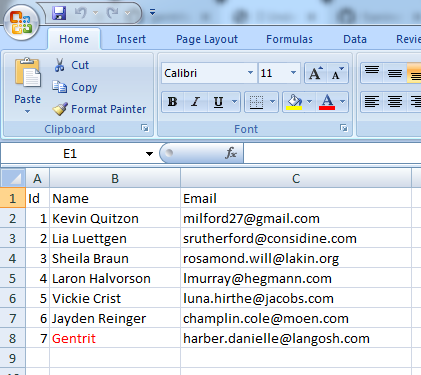 Home Insert Page Layout Formulas Data Revie
Cut
Calibri 11 A A
Copy
Paste
Format Painter
B I U A
Clipboard Font
E1 fx
A B C
1 Id Name Email
2 1 Kevin Quitzon milford27@gmail.com
3 2 Lia Luettgen srutherford@considine.com
4 3 Sheila Braun rosamond.will@lakin.org
5 4 Laron Halvorson lmurray@hegmann.com
6 5 Vickie Crist luna.hirthe@jacobs.com
7 6 Jayden Reinger champlin.cole@moen.com
8 7 Gentrit harber.danielle@langosh.com
9